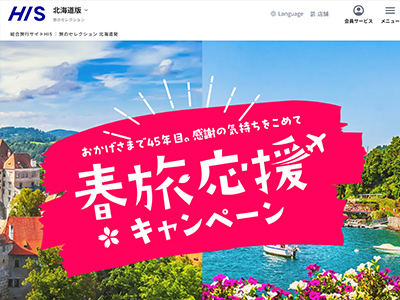 HIS 北海道版
旅のセレクション
Language 店舗
会員サービス
メニュー
総合旅行サイトHIS ： 旅のセレクション 北海道発
おかげさまで45年目。感謝の気持ちをこめて
春旅応援
キャンペーン